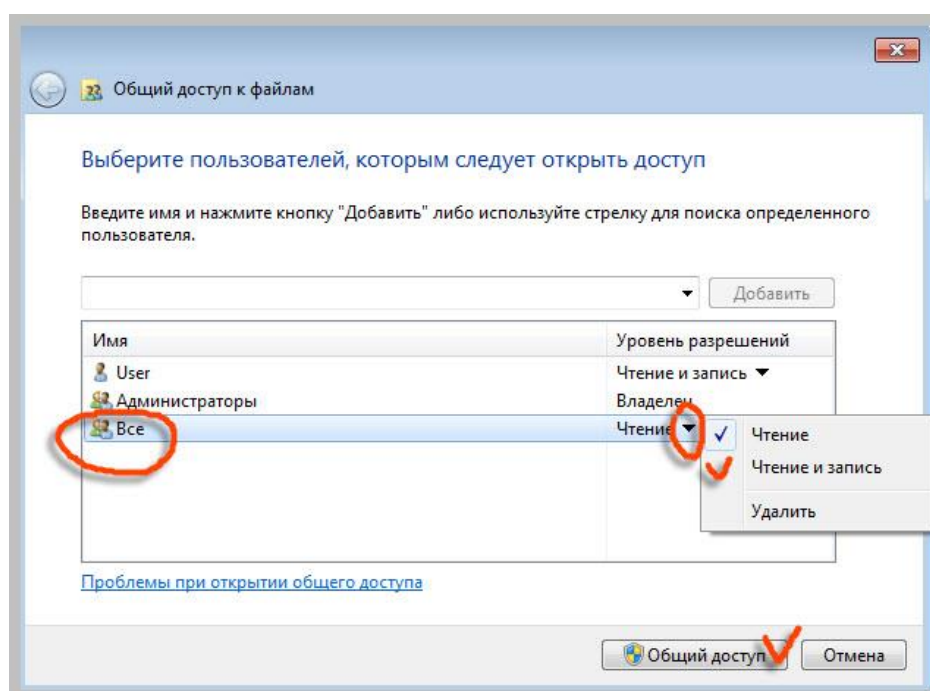 Общий доступ к файлам
Выберите пользователей, которым следует открыть доступ
Введите имя и нажмите кнопку "Добавить" либо используйте стрелку для поиска определенного
пользователя.
Добавить
Имя Уровень разрешений
User Чтение и запись
Администраторы Владелец
Все Чтение
Чтение
Чтение и запись
Удалить
Проблемы при открытии общего доступа
Общий доступ Отмена